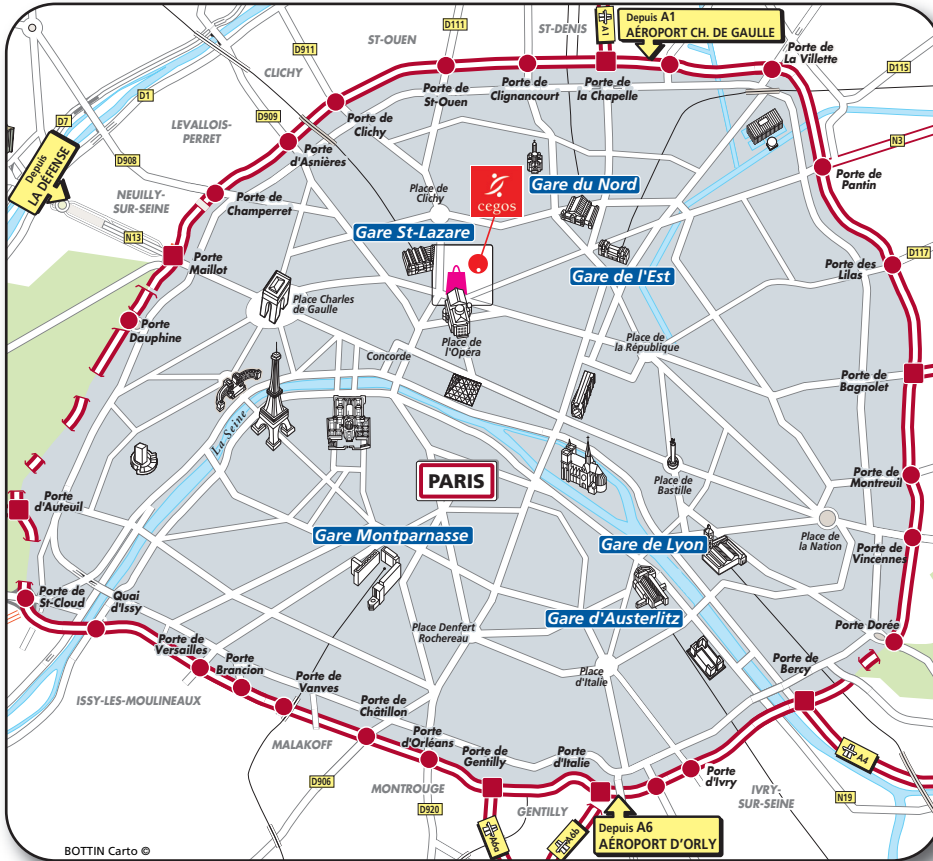 Depuis A1
AÉROPORT CH. DE GAULLE
D111
ST-OUEN
ST-DENIS
A1
D911
CLICHY
Porte de
La Villette
D115
Porte de
St-Ouen
Porte de
Clignancourt
Porte de
la Chapelle
D1
D7
D909
LEVALLOIS-
PERRET
Porte de
Clichy
N3
Depuis
LA DÉFENSE
D908
Porte
d'Asnières
Porte de
Pantin
NEUILLY-
SUR-SEINE
Porte de
Champerret
Place de
Clichy
cegos
Gare du Nord
N13
Gare St-Lazare
Gare de l'Est
D117
Porte
Maillot
Porte des
Lilas
Place Charles
de Gaulle
Porte
Dauphine
Place de
l'Opéra
Place de
la République
Concorde
Porte de
Bagnolet
La Seine
PARIS
Place de
Bastille
Porte de
Montreuil
Porte
d'Auteuil
Gare Montparnasse
Gare de Lyon
Place de
la Nation
Porte de
Vincennes
Porte de
St-Cloud
Quai
d'Issy
Gare d'Austerlitz
Place Denfert
Rochereau
Porte Dorée
Porte de
Versailles
Porte
Brancion
Porte de
Vanves
Place
d'Italie
Porte de
Bercy
ISSY-LES-MOULINEAUX
Porte de
Châtillon
MALAKOFF
Porte
d'Orléans
Porte de
Gentilly
Porte
d'Italie
A4
D906
MONTROUGE
Porte
d'Ivry
GENTILLY
IVRY-
SUR-SEINE
N19
D920
A6a
A6b
Depuis A6
AÉROPORT D'ORLY
BOTTIN Carto ©